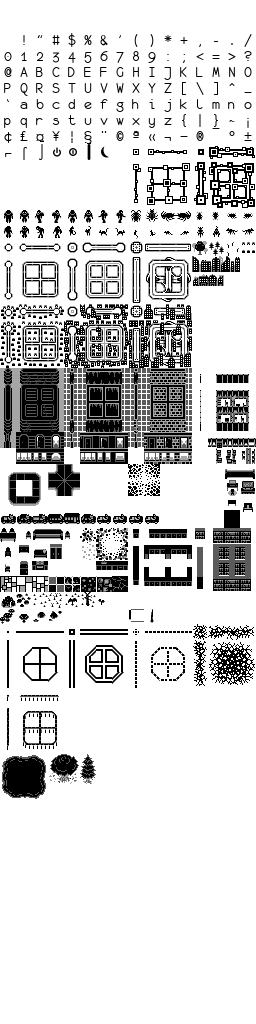 ! " # $ % & ' ( ) * + , - . /
0 1 2 3 4 5 6 7 8 9 : ; < = > ?
@ A B C D E F G H I J K L M N O
P Q R S T U V W X Y Z [ \ ] ^ _
` a b c d e f g h i j k l m n o
p q r s t u v w x y z { | } ~ ¡
¢ £ ¤ ¥ ¦ § ¨ © ª « ¬ - ® ° ±
⌐ ⌠ ⌡